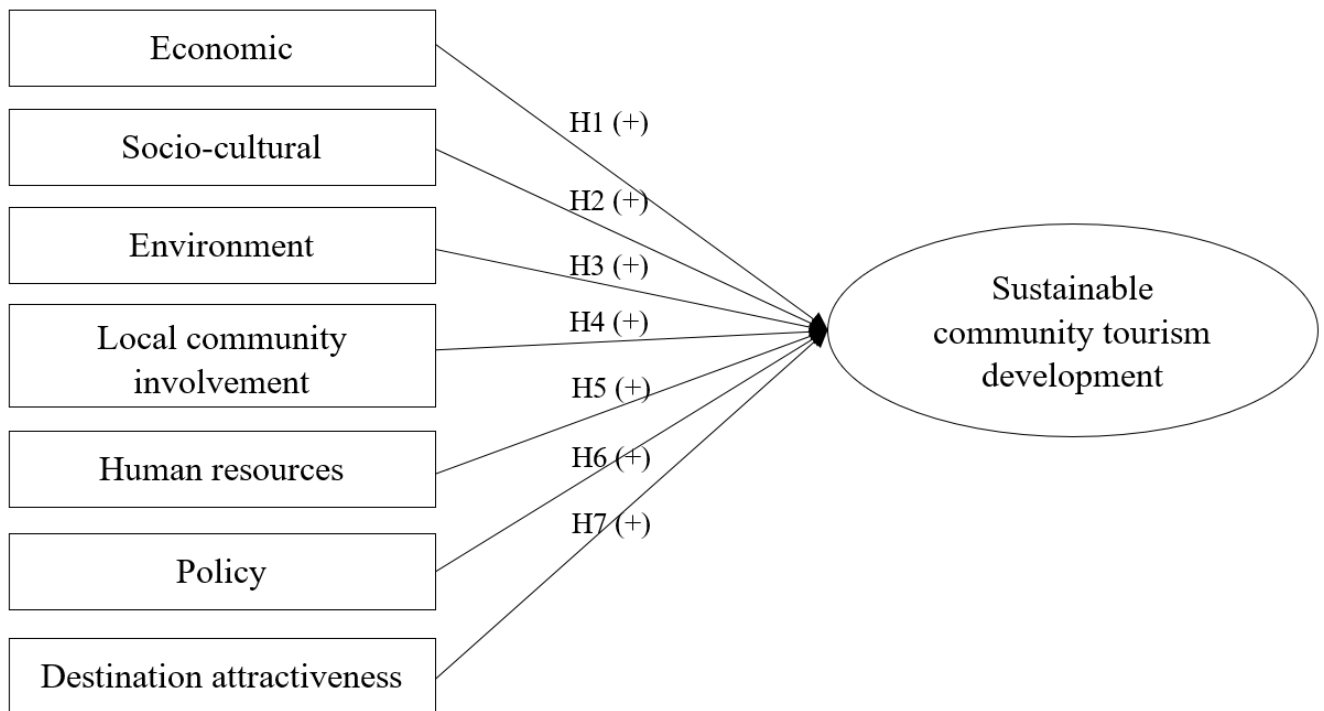 Economic
H1 (+)
Socio-cultural
H2 (+)
Environment
H3 (+)
Local community
involvement
H4 (+)
Sustainable
community tourism
development
H5 (+)
Human resources
H6 (+)
Policy
H7 (+)
Destination attractiveness